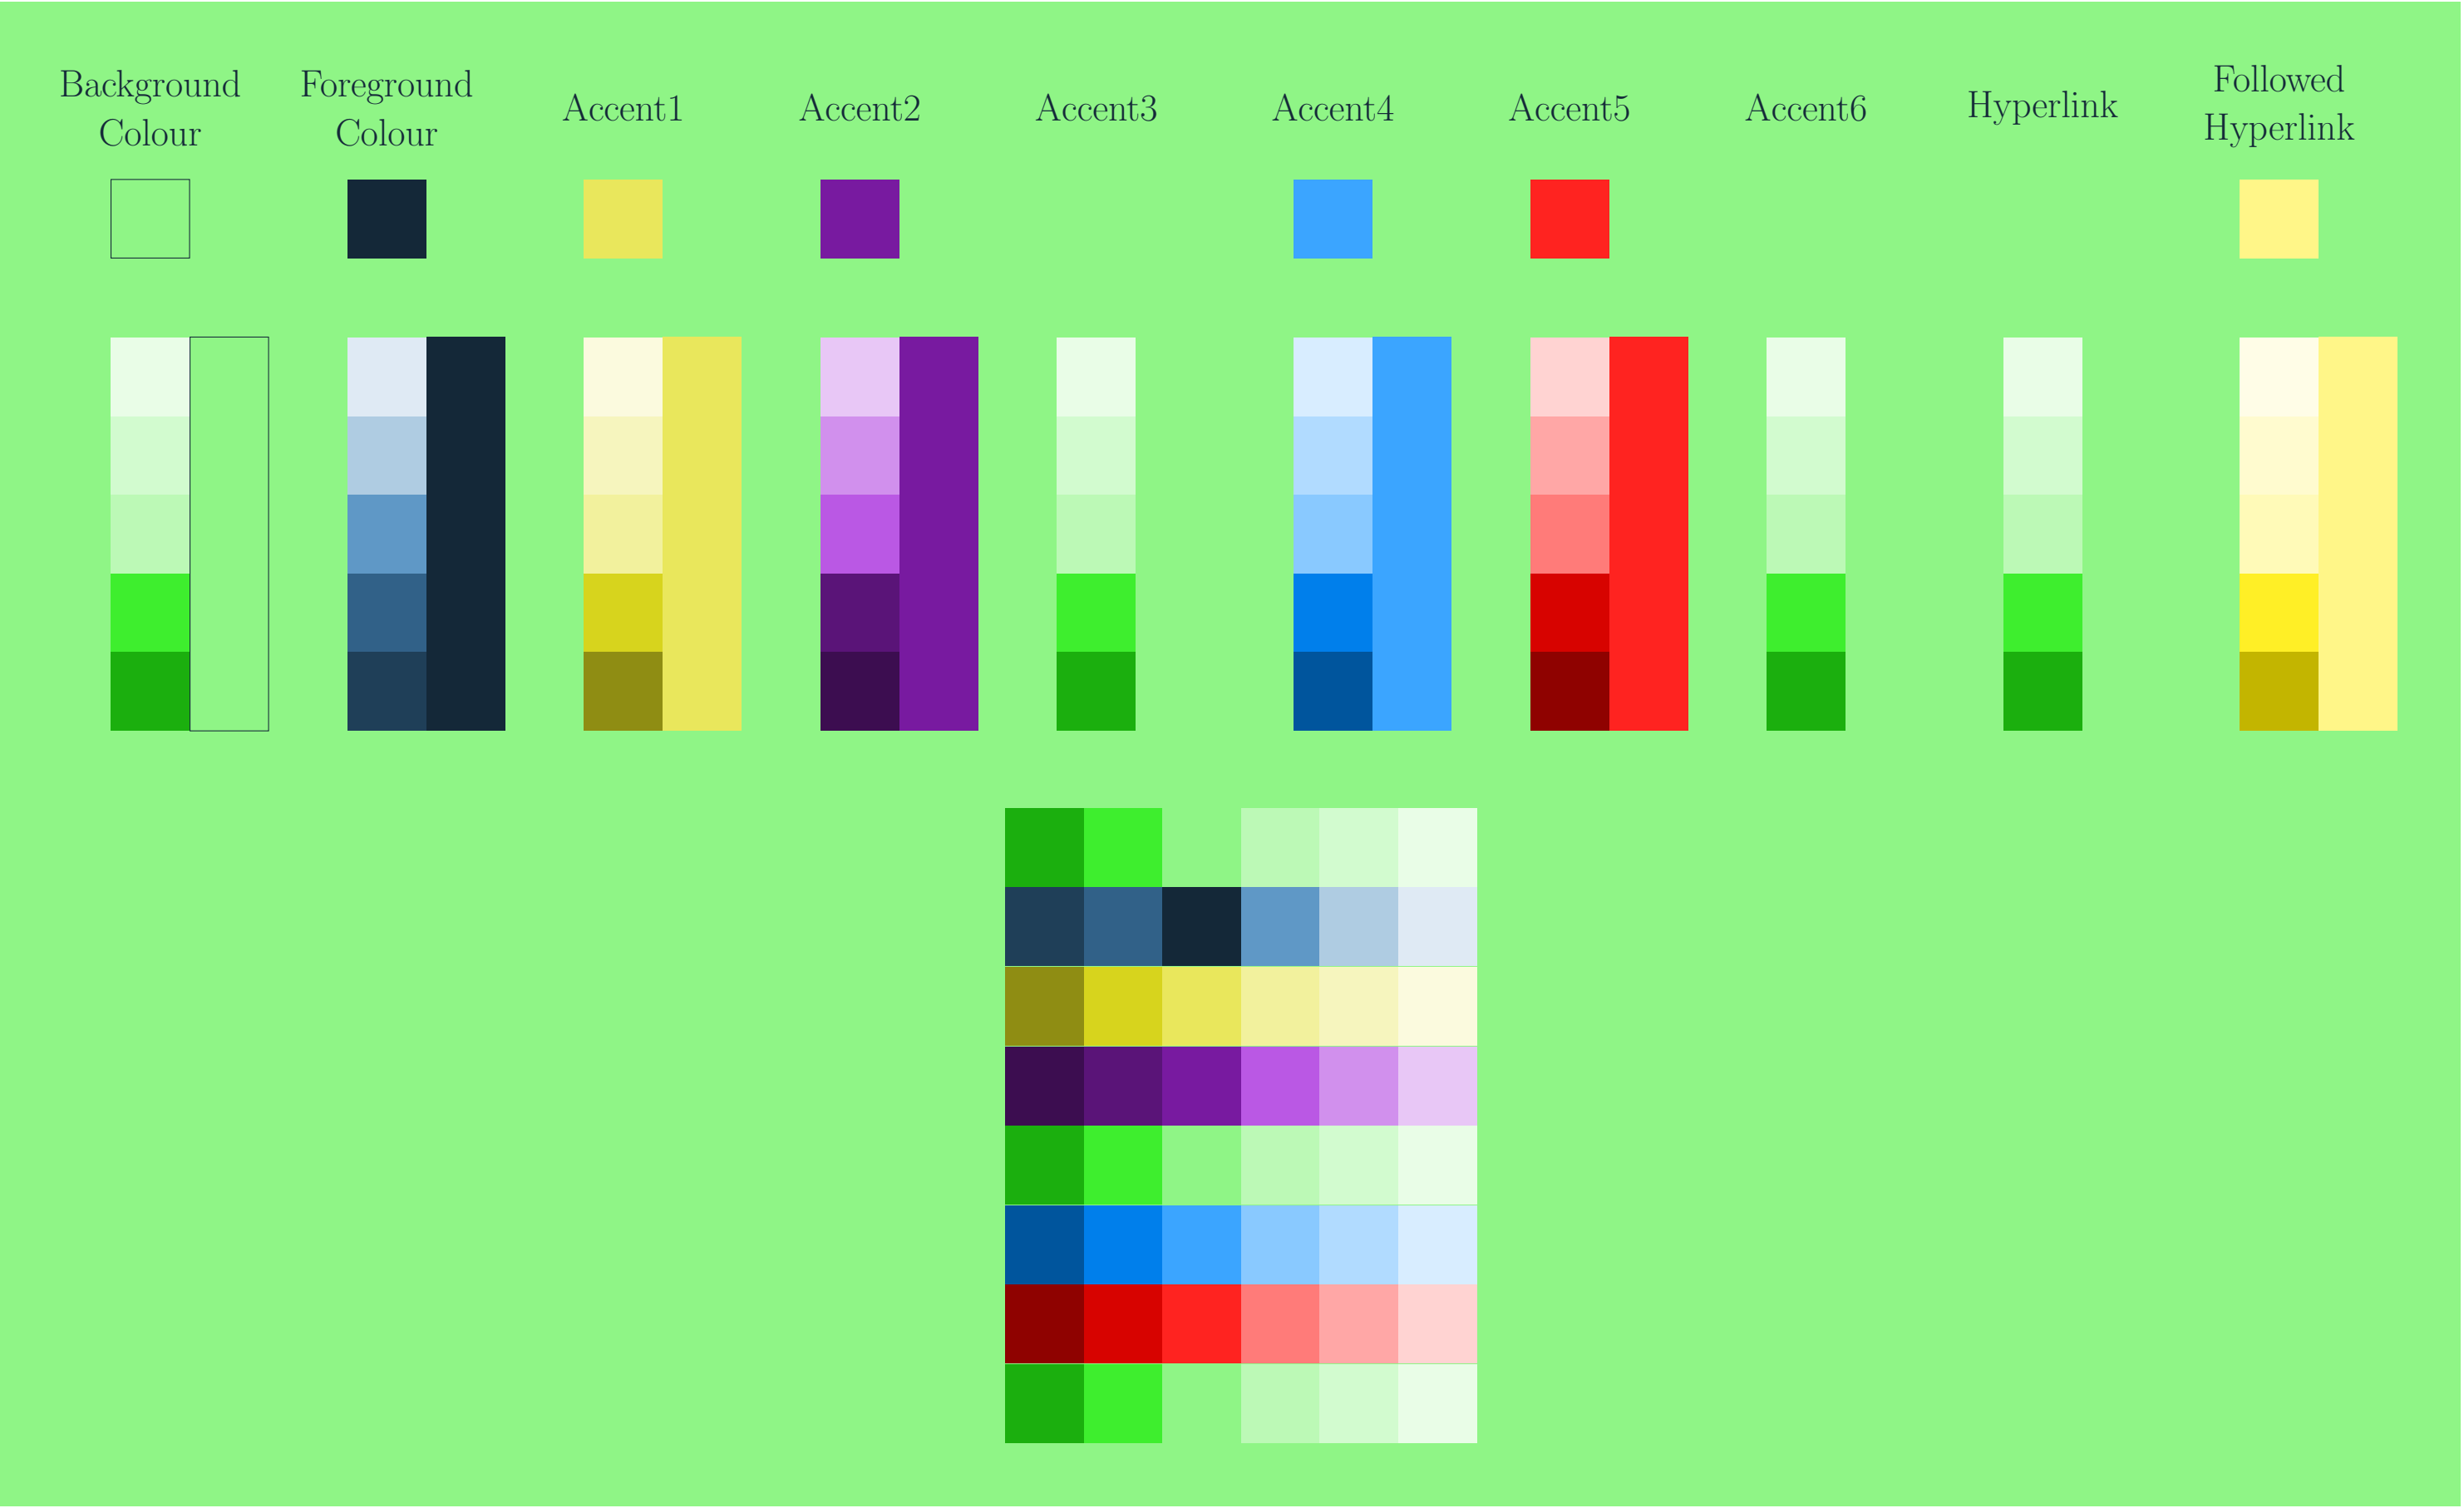 Background
Colour
Foreground
Colour
Accent1
Accent2
Accent3
Accent4
Accent5
Accent6
Hyperlink
Followed
Hyperlink